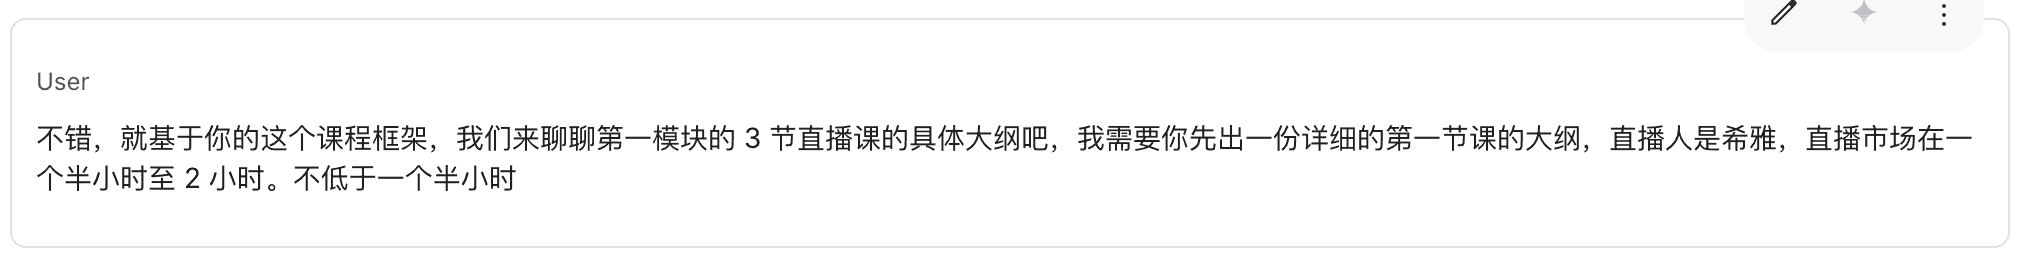 User
不错，就基于你的这个课程框架，我们来聊聊第一模块的 3 节直播课的具体大纲吧，我需要你先出一份详细的第一节课的大纲，直播人是希雅，直播市场在一
个半小时至 2 小时。不低于一个半小时